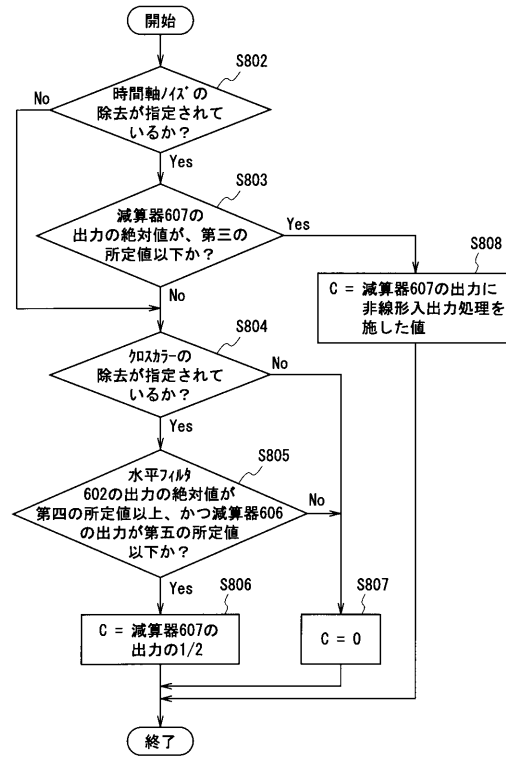 開始
S802
時間軸ﾉｲｽﾞの
除去が指定されて
いるか？
No
Yes
S803
減算器607の
出力の絶対値が、第三の
所定値以下か？
Yes
No
S808
C = 減算器607の出力に
非線形入出力処理を
施した値
S804
ｸﾛｽｶﾗｰの
除去が指定されて
いるか？
No
Yes
S805
水平ﾌｨﾙﾀ
602の出力の絶対値が
第四の所定値以上、かつ減算器606
の出力が第五の所定値
以下か？
No
Yes
S806
C = 減算器607の
出力の1/2
S807
C = 0
終了